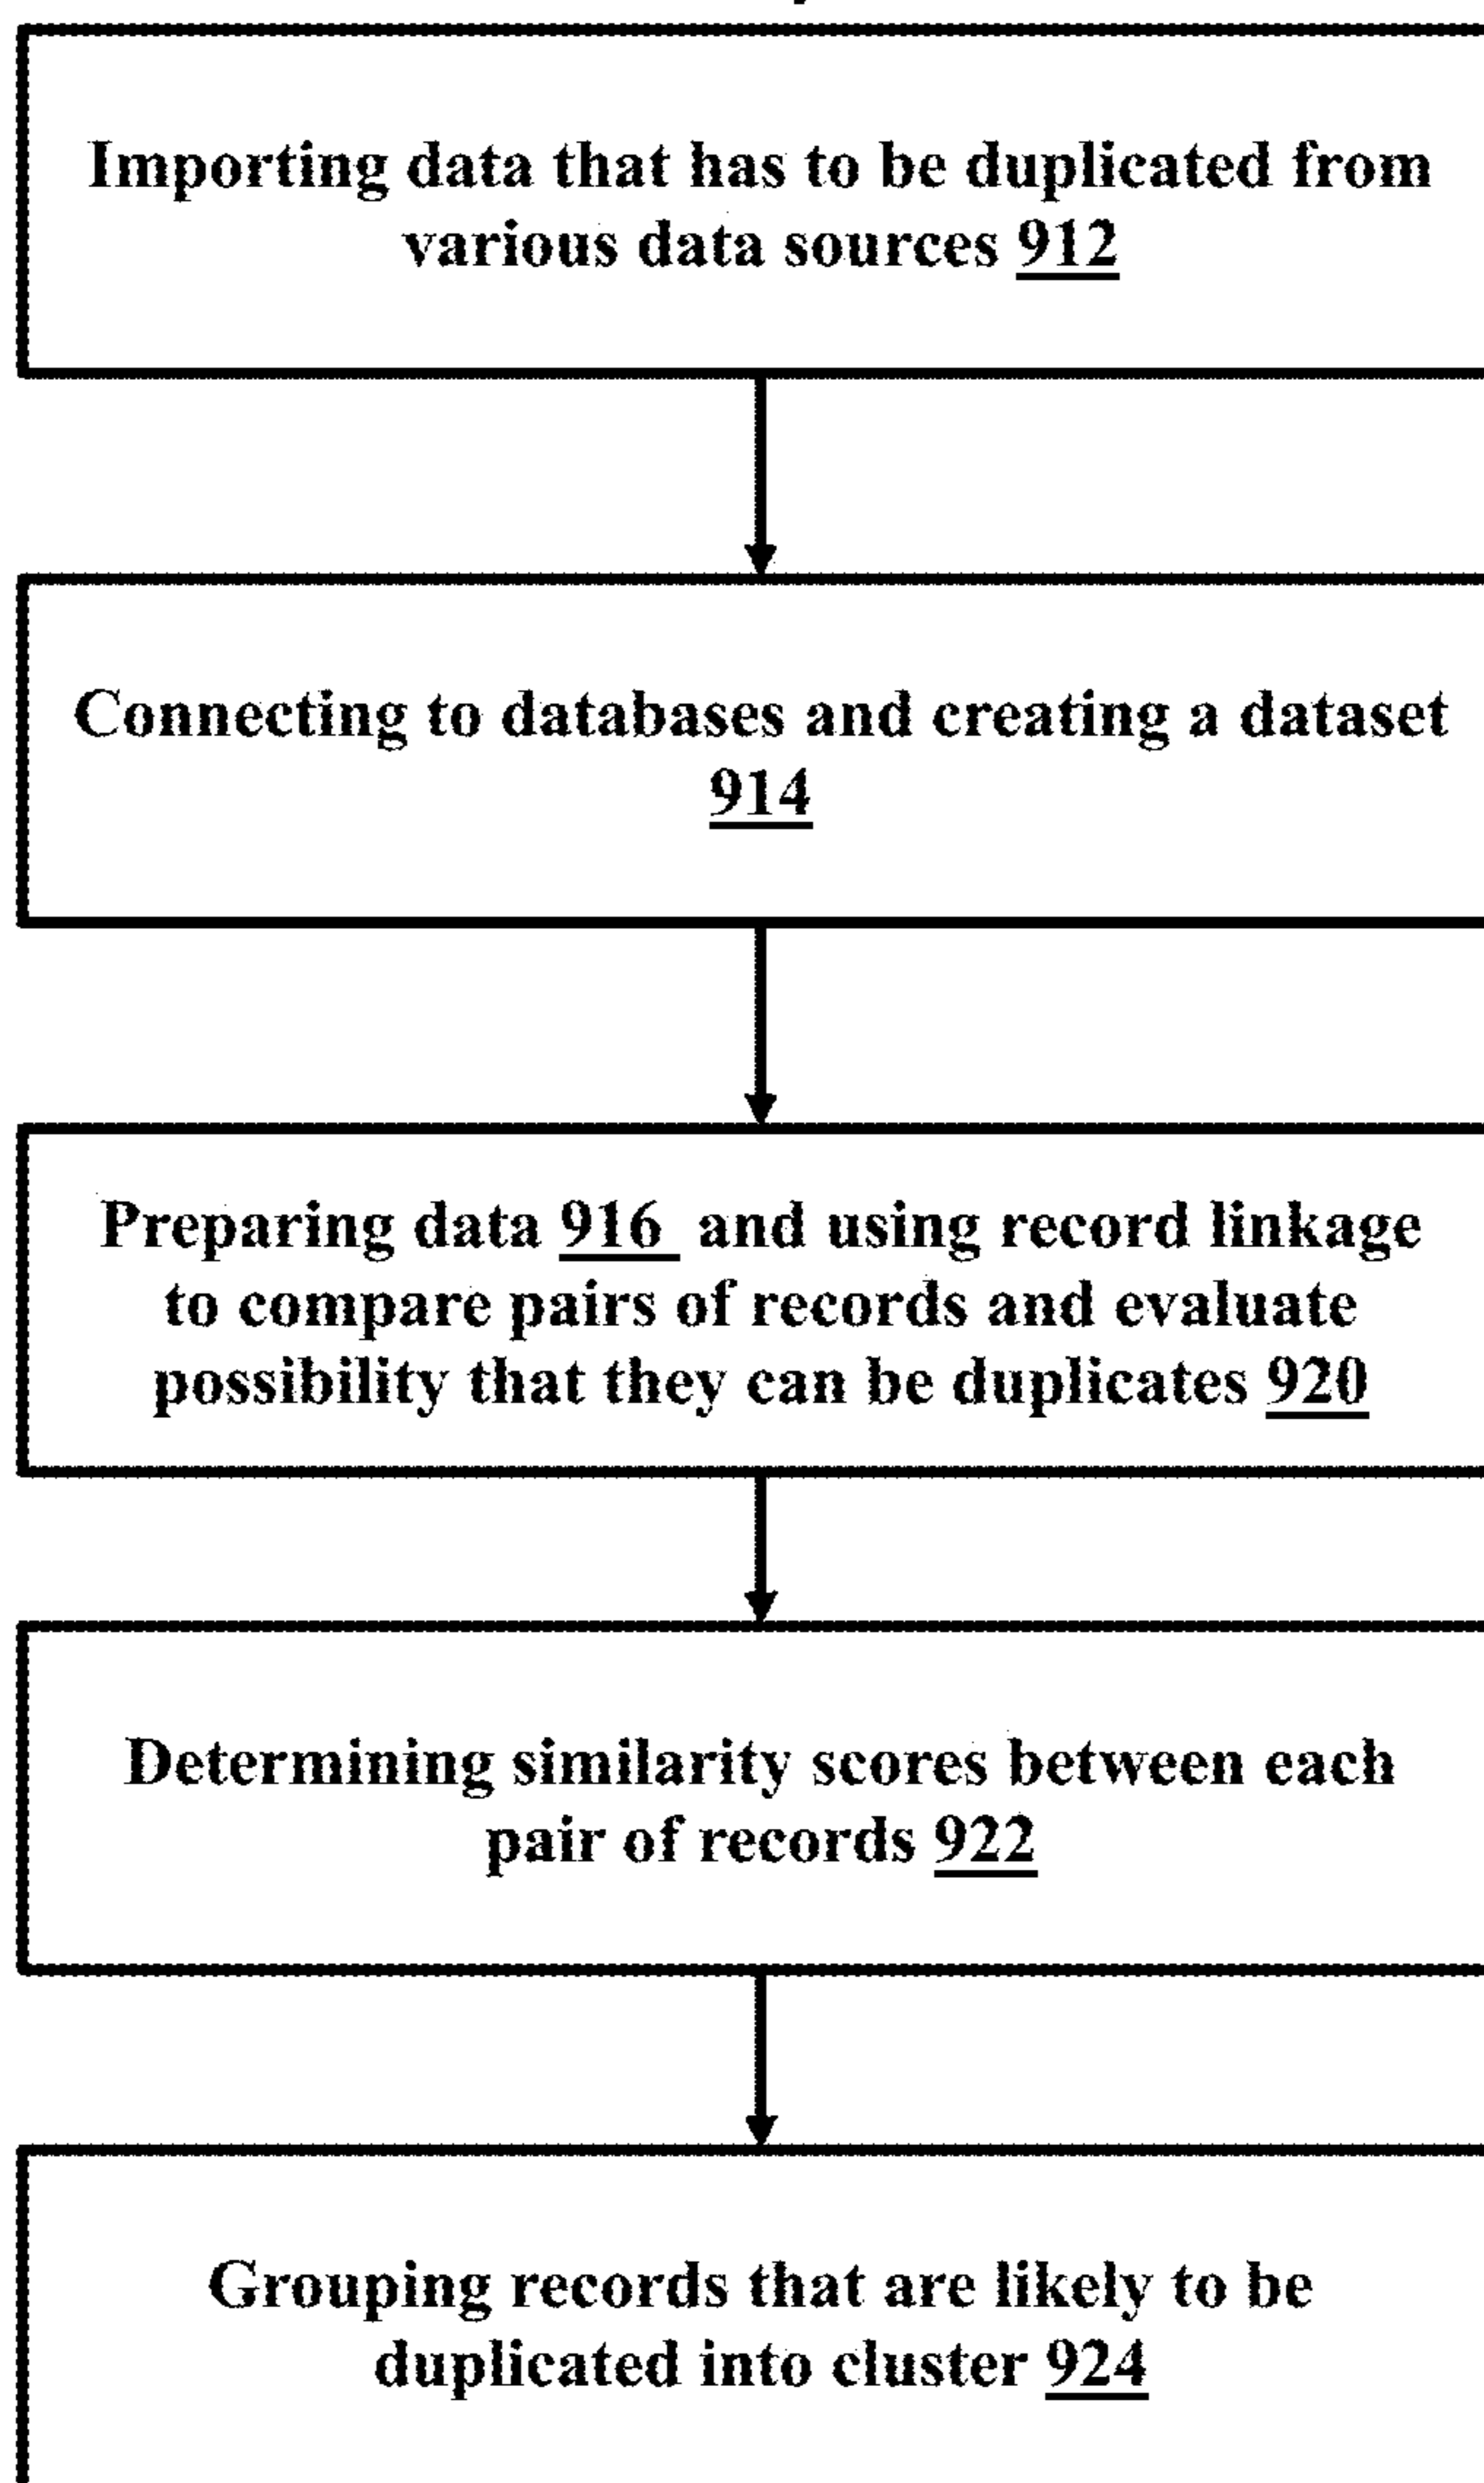 Importing data that has to be duplicated from
various data sources 912
Connecting to databases and creating a dataset
914
Preparing data 916 and using record linkage
to compare pairs of records and evaluate
possibility that they can be duplicates 920
Determining similarity scores between each
pair of records 922
Grouping records that are likely to be
duplicated into cluster 924